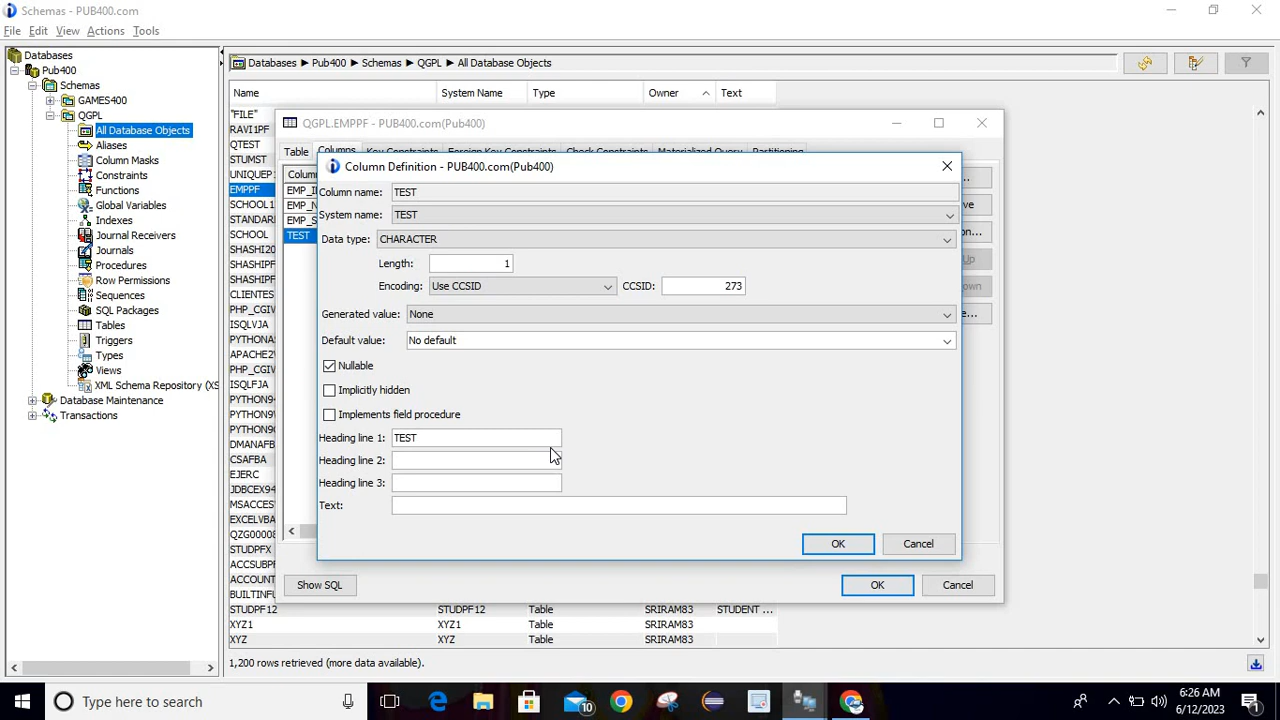 Schemas - PUB400.com
File Edit View Actions Tools
Databases
Pub400
Schemas
GAMES400
QGPL
All Database Objects
Aliases
Column Masks
Constraints
Functions
Global Variables
Indexes
Journal Receivers
Journals
Procedures
Row Permissions
Sequences
SQL Packages
Tables
Triggers
Types
Views
XML Schema Repository (XS
Database Maintenance
Transactions
Databases Pub400 Schemas QGPL All Database Objects
Name System Name Type Owner Text
"FILE"
RAVI1PF
QTEST
STUMST
UNIQUEP1
EMPPF
SCHOOL1
STANDAR
SCHOOL
SHASHI20
SHASHIPF
SHASHIPF
CLIENTES
PHP_CGIV
ISQLVJA
PYTHONA
APACHE2\
PHP_CGIV
ISQLFJA
PYTHON94
PYTHON9\
PYTHON9(
DMANAFB
CSAFBA
EJERC
JDBCEX94
MSACCES
EXCELVBA
QZG00008
STUDPFX
ACCSUBP
ACCOUNT
BUILTINFU
STUDPF12 STUDPF12 Table SRIRAM83 STUDENT ...
XYZ1 XYZ1 Table SRIRAM83
XYZ XYZ Table SRIRAM83
1,200 rows retrieved (more data available).
QGPL.EMPPF - PUB400.com(Pub400)
Table Columns Key Constraints Foreign Key Constraints Check Constraints Materialized Query Partitioning
Colum
EMP_I
EMP_N
EMP_S
TEST
Show SQL
OK Cancel
Column Definition - PUB400.com(Pub400)
Column name: TEST
System name: TEST
Data type: CHARACTER
Length: 1
Encoding: Use CCSID CCSID: 273
Generated value: None
Default value: No default
Nullable
Implicitly hidden
Implements field procedure
Heading line 1: TEST
Heading line 2:
Heading line 3:
Text:
OK Cancel
Type here to search
10
6:26 AM
6/12/2023